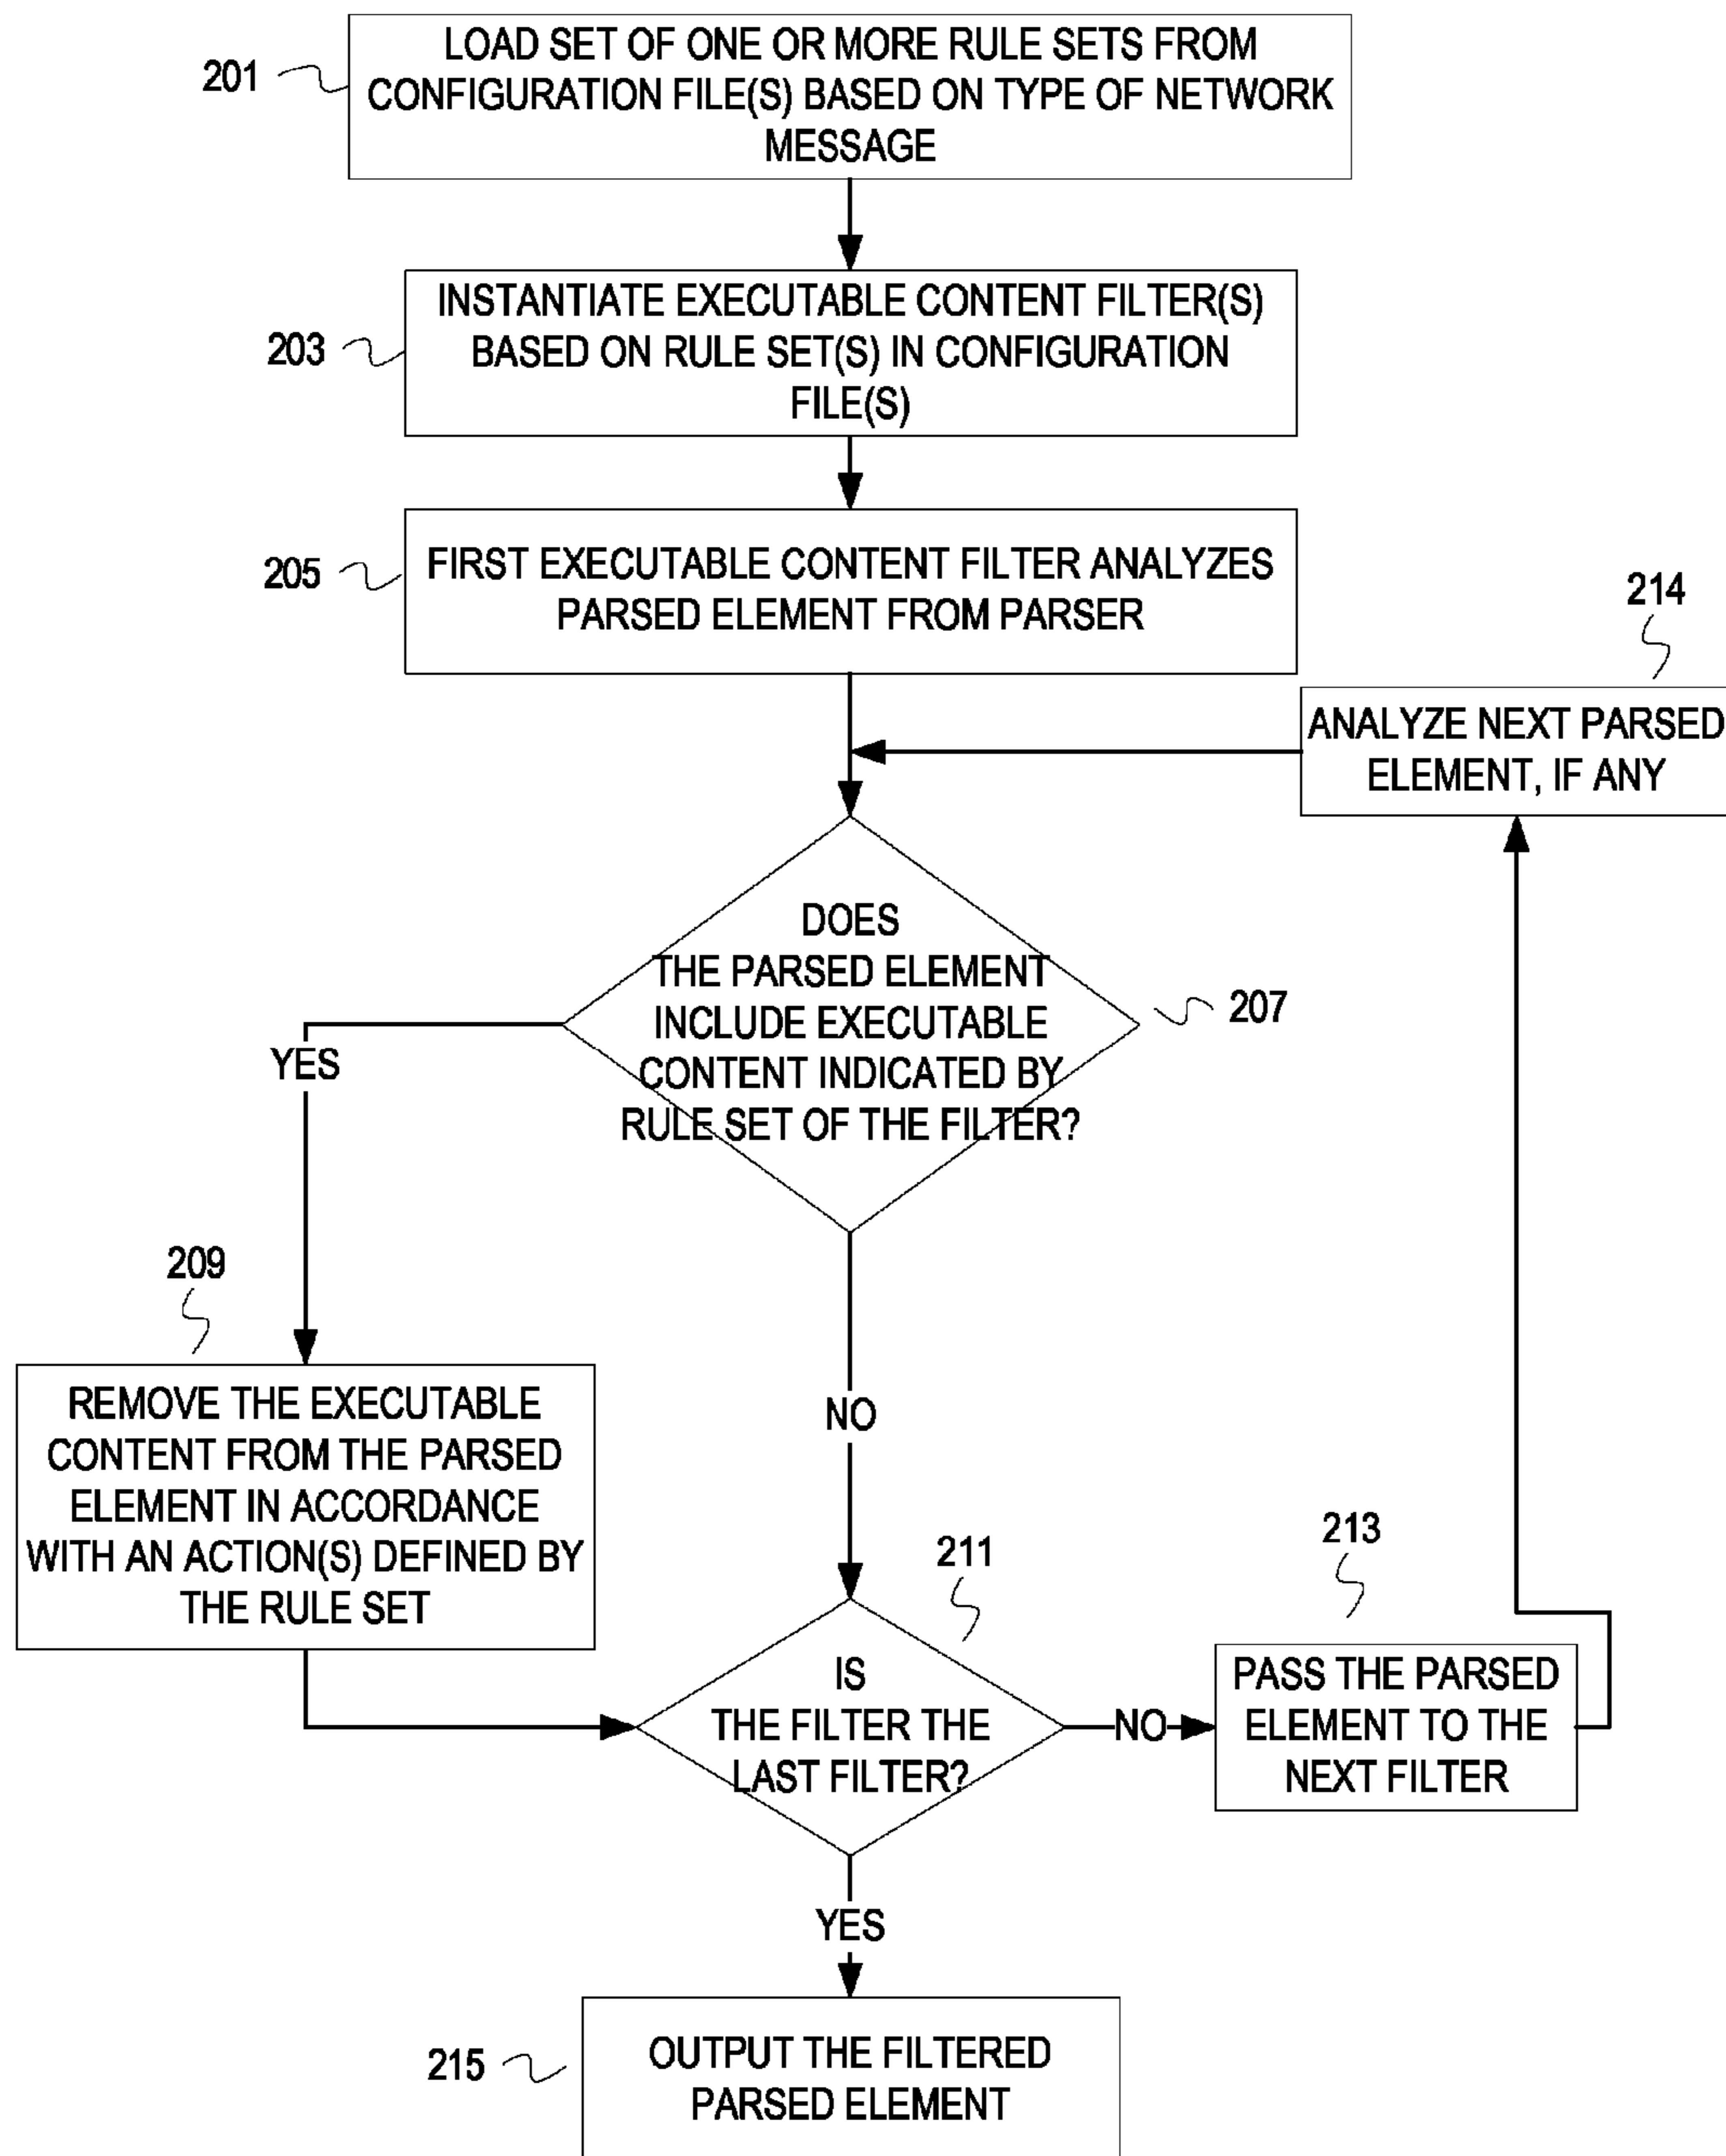 LOAD SET OF ONE OR MORE RULE SETS FROM
CONFIGURATION FILE(S) BASED ON TYPE OF NETWORK
MESSAGE
201
INSTANTIATE EXECUTABLE CONTENT FILTER(S)
BASED ON RULE SET(S) IN CONFIGURATION
FILE(S)
203
FIRST EXECUTABLE CONTENT FILTER ANALYZES
PARSED ELEMENT FROM PARSER
205
214
ANALYZE NEXT PARSED
ELEMENT, IF ANY
DOES
THE PARSED ELEMENT
INCLUDE EXECUTABLE
CONTENT INDICATED BY
RULE SET OF THE FILTER?
207
YES
209
REMOVE THE EXECUTABLE
CONTENT FROM THE PARSED
ELEMENT IN ACCORDANCE
WITH AN ACTION(S) DEFINED BY
THE RULE SET
NO
211
IS
THE FILTER THE
LAST FILTER?
NO
213
PASS THE PARSED
ELEMENT TO THE
NEXT FILTER
YES
215
OUTPUT THE FILTERED
PARSED ELEMENT